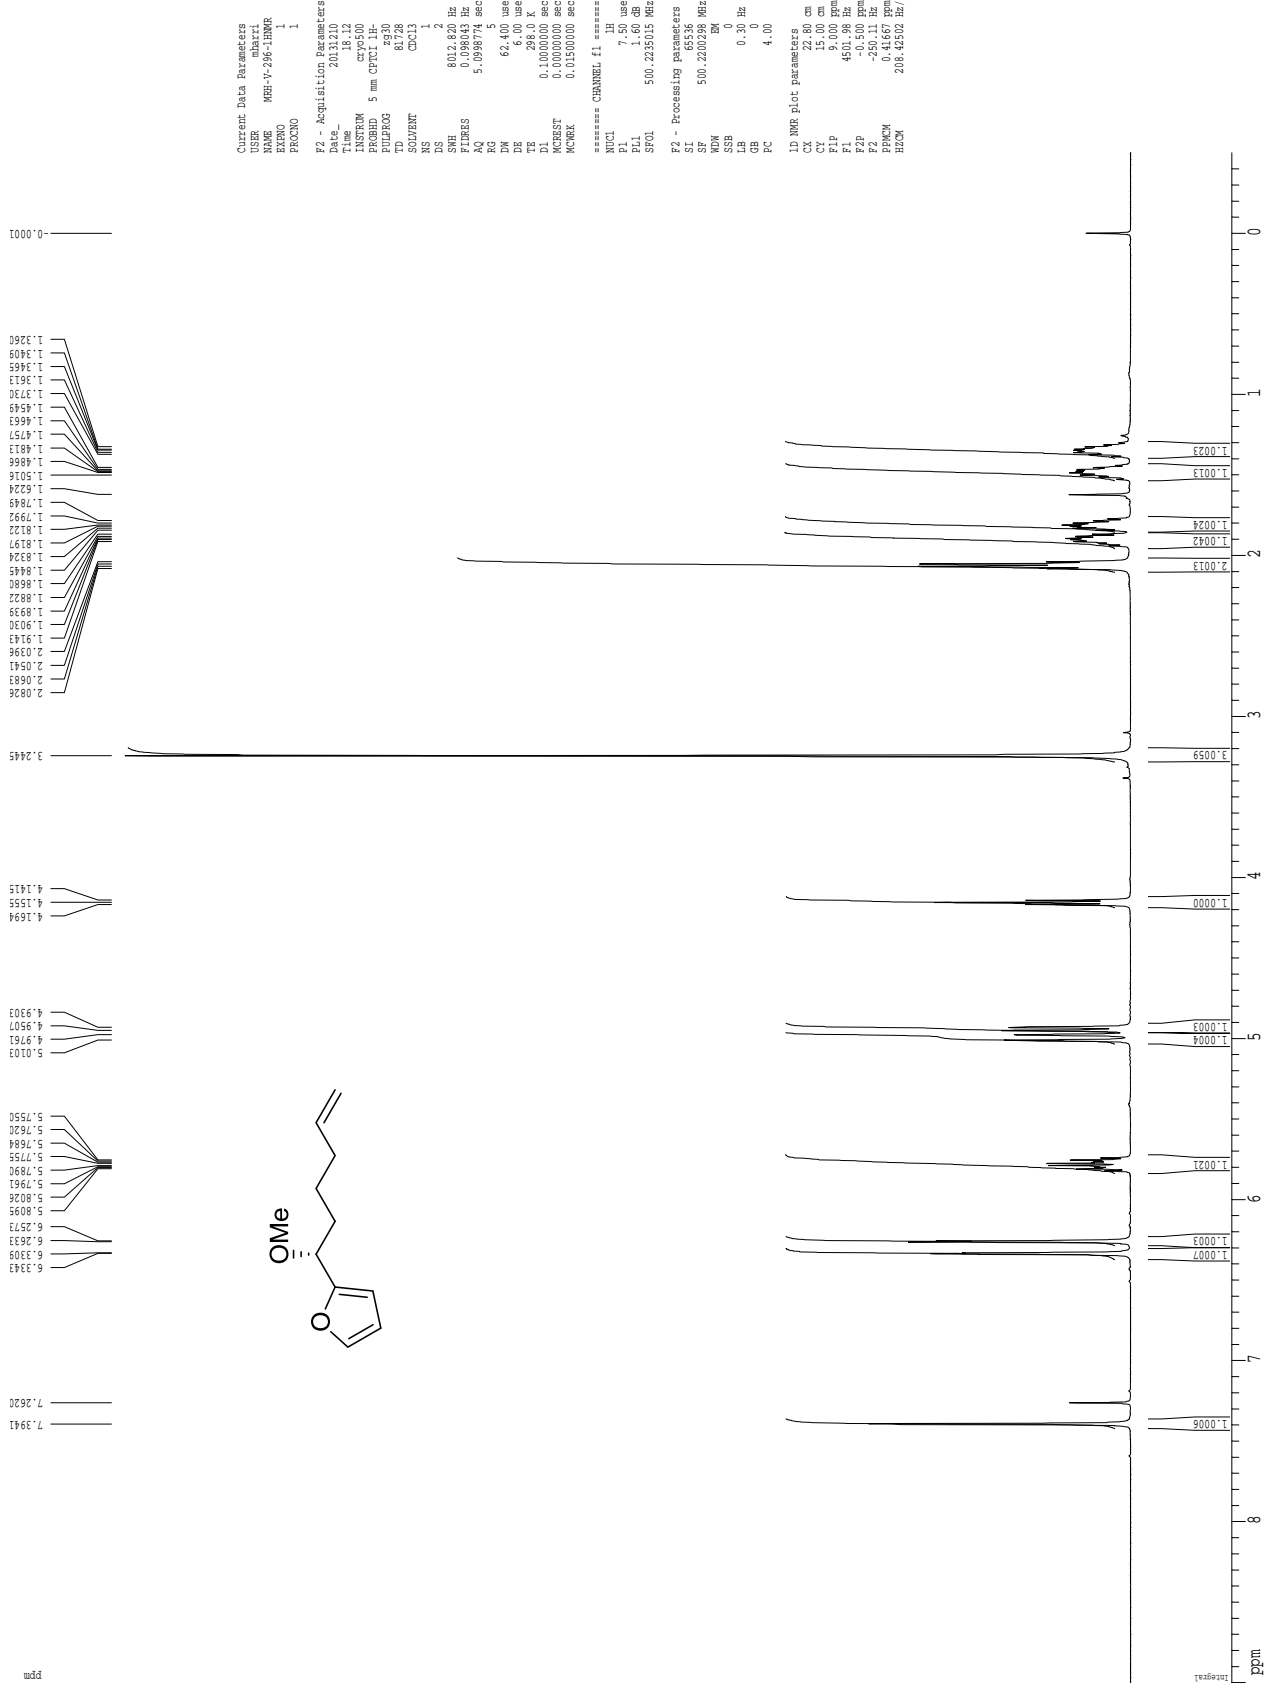 Current Data Parameters
USER mharri
NAME MRH-V-296-1HNMR
EXPNO 1
PROCNO 1
F2 - Acquisition Parameters
Date_ 20131210
Time 18.12
INSTRUM cryo500
PROBHD 5 mm CPTCI 1H-
PULPROG zg30
TD 81728
SOLVENT CDCl3
NS 1
DS 2
SWH 8012.820 Hz
FIDRES 0.098043 Hz
AQ 5.0998774 sec
RG 5
DW 62.400 use
DE 6.00 use
TE 298.0 K
D1 0.10000000 sec
MCREST 0.00000000 sec
MCWRK 0.01500000 sec
======== CHANNEL f1 ========
NUC1 1H
P1 7.50 use
PL1 1.60 dB
SFO1 500.2235015 MHz
F2 - Processing parameters
SI 65536
SF 500.2200298 MHz
WDW EM
SSB 0
LB 0.30 Hz
GB 0
PC 4.00
1D NMR plot parameters
CX 22.80 cm
CY 15.00 cm
F1P 9.000 ppm
F1 4501.98 Hz
F2P -0.500 ppm
F2 -250.11 Hz
PPMCM 0.41667 ppm
HZCM 208.42502 Hz/
ppm
7.3941
7.2620
6.3343
6.3309
6.2633
6.2573
5.8095
5.8026
5.7961
5.7890
5.7755
5.7684
5.7620
5.7550
5.0103
4.9761
4.9507
4.9303
4.1694
4.1555
4.1415
3.2445
2.0826
2.0683
2.0541
2.0396
1.9143
1.9030
1.8939
1.8822
1.8680
1.8445
1.8324
1.8197
1.8122
1.7992
1.7849
1.6224
1.5016
1.4866
1.4813
1.4757
1.4663
1.4549
1.3730
1.3613
1.3465
1.3409
1.3260
-0.0001
OMe
O
Integral
1.0006
1.0007
1.0003
1.0021
1.0004
1.0003
1.0000
3.0059
2.0013
1.0042
1.0024
1.0013
1.0023
ppm
8
7
6
5
4
3
2
1
0